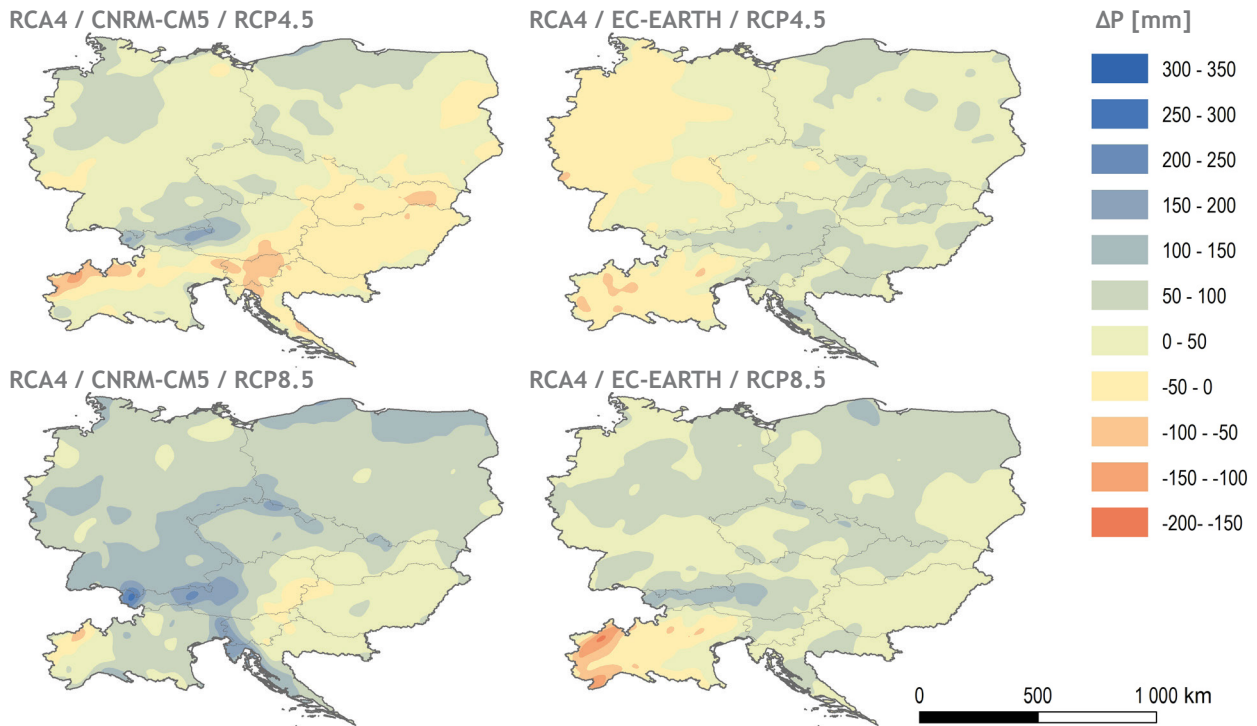 RCA4 / CNRM-CM5 / RCP4.5
RCA4 / EC-EARTH / RCP4.5
ΔP [mm]
300 - 350
250 - 300
200 - 250
150 - 200
100 - 150
50 - 100
0 - 50
-50 - 0
-100 - -50
-150 - -100
-200- -150
RCA4 / CNRM-CM5 / RCP8.5
RCA4 / EC-EARTH / RCP8.5
0 500 1 000 km